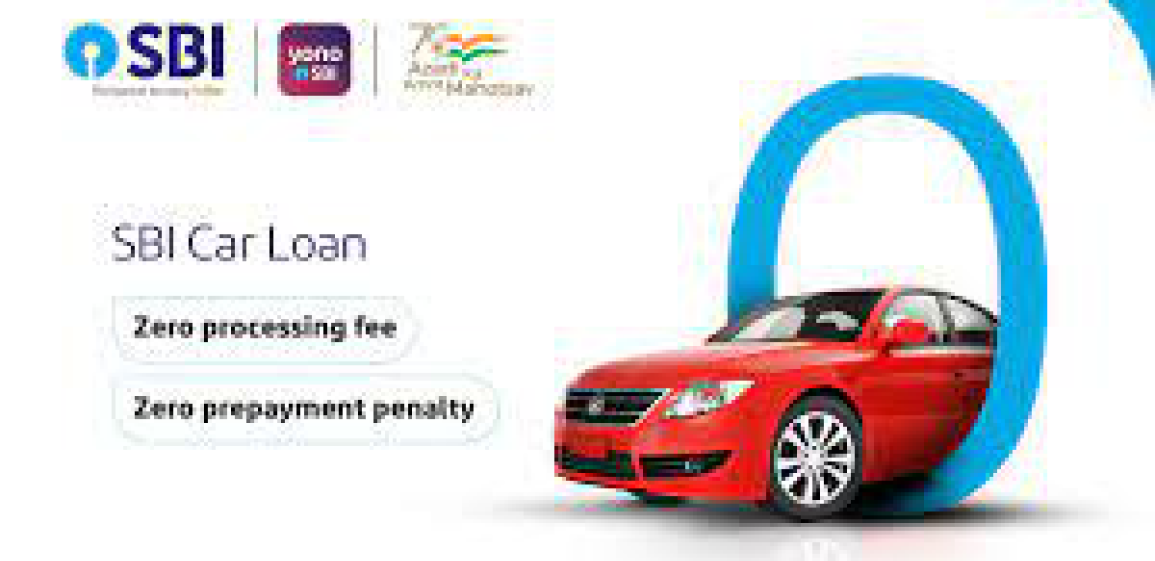 SBI
yono
SBI
Azadi Ka
Amrit Mahotsav
SBI Car Loan
Zero processing fee
Zero prepayment penalty